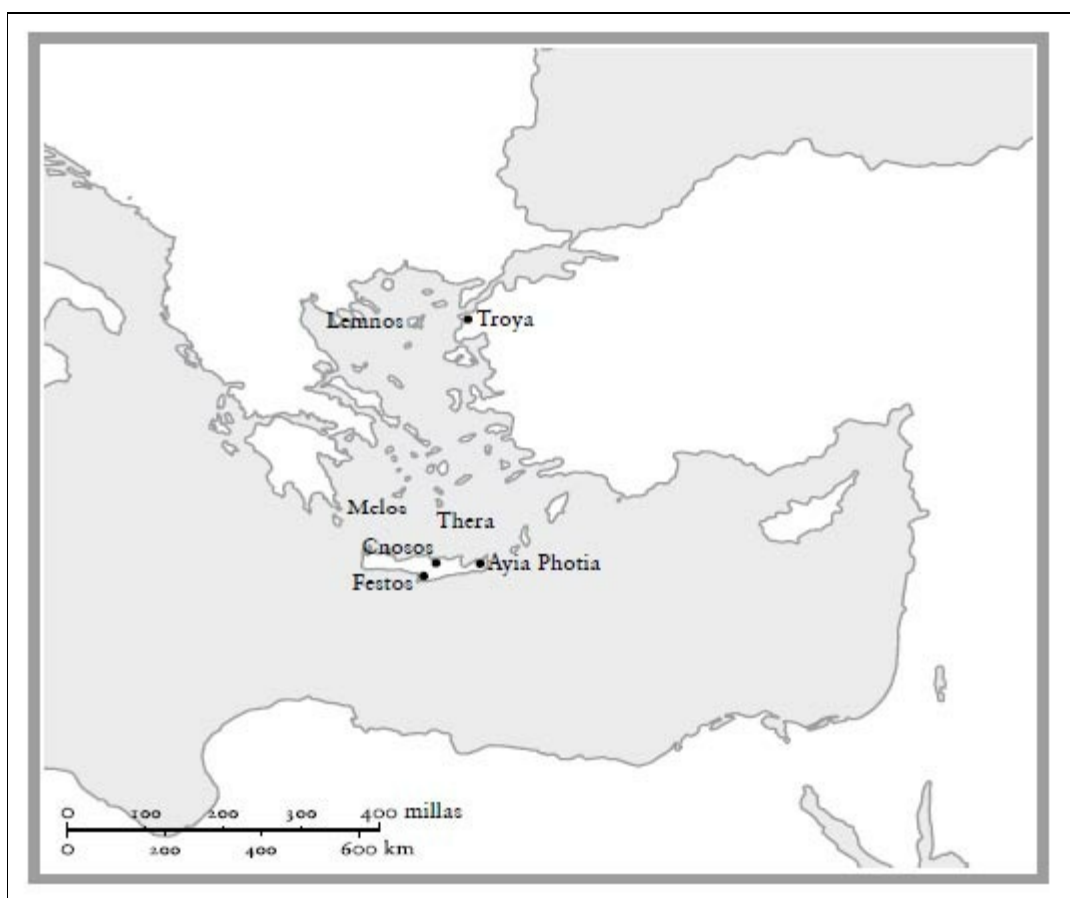 Lemnos
Troya
Melos
Thera
Cnosos
Ayia Photia
Festos
0 100 200 300 400 millas
0 200 400 600 km